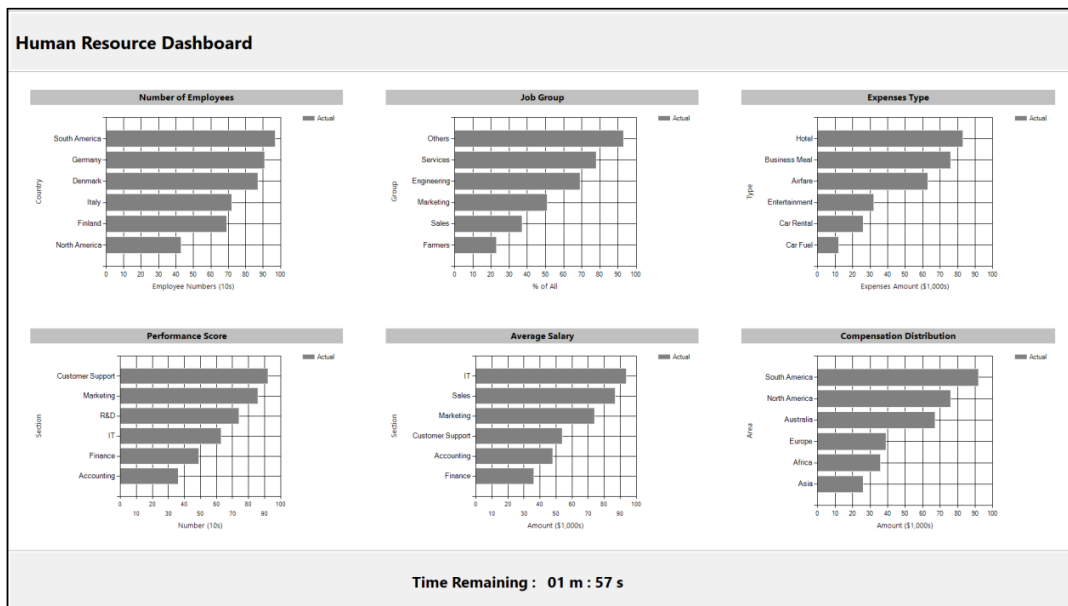 Human Resource Dashboard
Number of Employees
Actual
Country
South America
Germany
Denmark
Italy
Finland
North America
0 10 20 30 40 50 60 70 80 90 100
Employee Numbers (10s)
Job Group
Actual
Group
Others
Services
Engineering
Marketing
Sales
Farmers
0 10 20 30 40 50 60 70 80 90 100
% of All
Expenses Type
Actual
Type
Hotel
Business Meal
Airfare
Entertainment
Car Rental
Car Fuel
0 10 20 30 40 50 60 70 80 90 100
Expenses Amount ($1,000s)
Performance Score
Actual
Section
Customer Support
Marketing
R&D
IT
Finance
Accounting
0 20 30 40 60 70 80 100
10 50 90
Number (10s)
Average Salary
Actual
Section
IT
Sales
Marketing
Customer Support
Accounting
Finance
0 20 30 40 60 70 80 100
10 50 90
Amount ($1,000s)
Compensation Distribution
Actual
Area
South America
North America
Australia
Europe
Africa
Asia
0 10 20 30 40 50 60 70 80 90 100
Amount ($1,000s)
Time Remaining : 01 m : 57 s